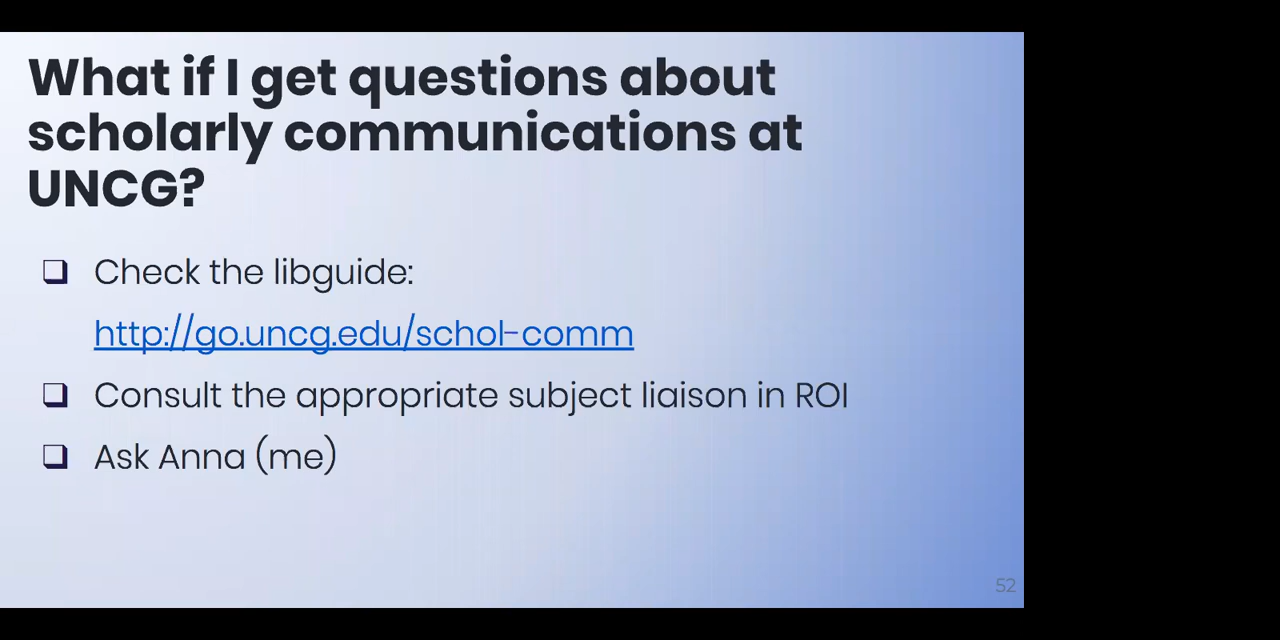 What if I get questions about
scholarly communications at
UNCG?
❏ Check the libguide:
http://go.uncg.edu/schol-comm
❏ Consult the appropriate subject liaison in ROI
❏ Ask Anna (me)
52